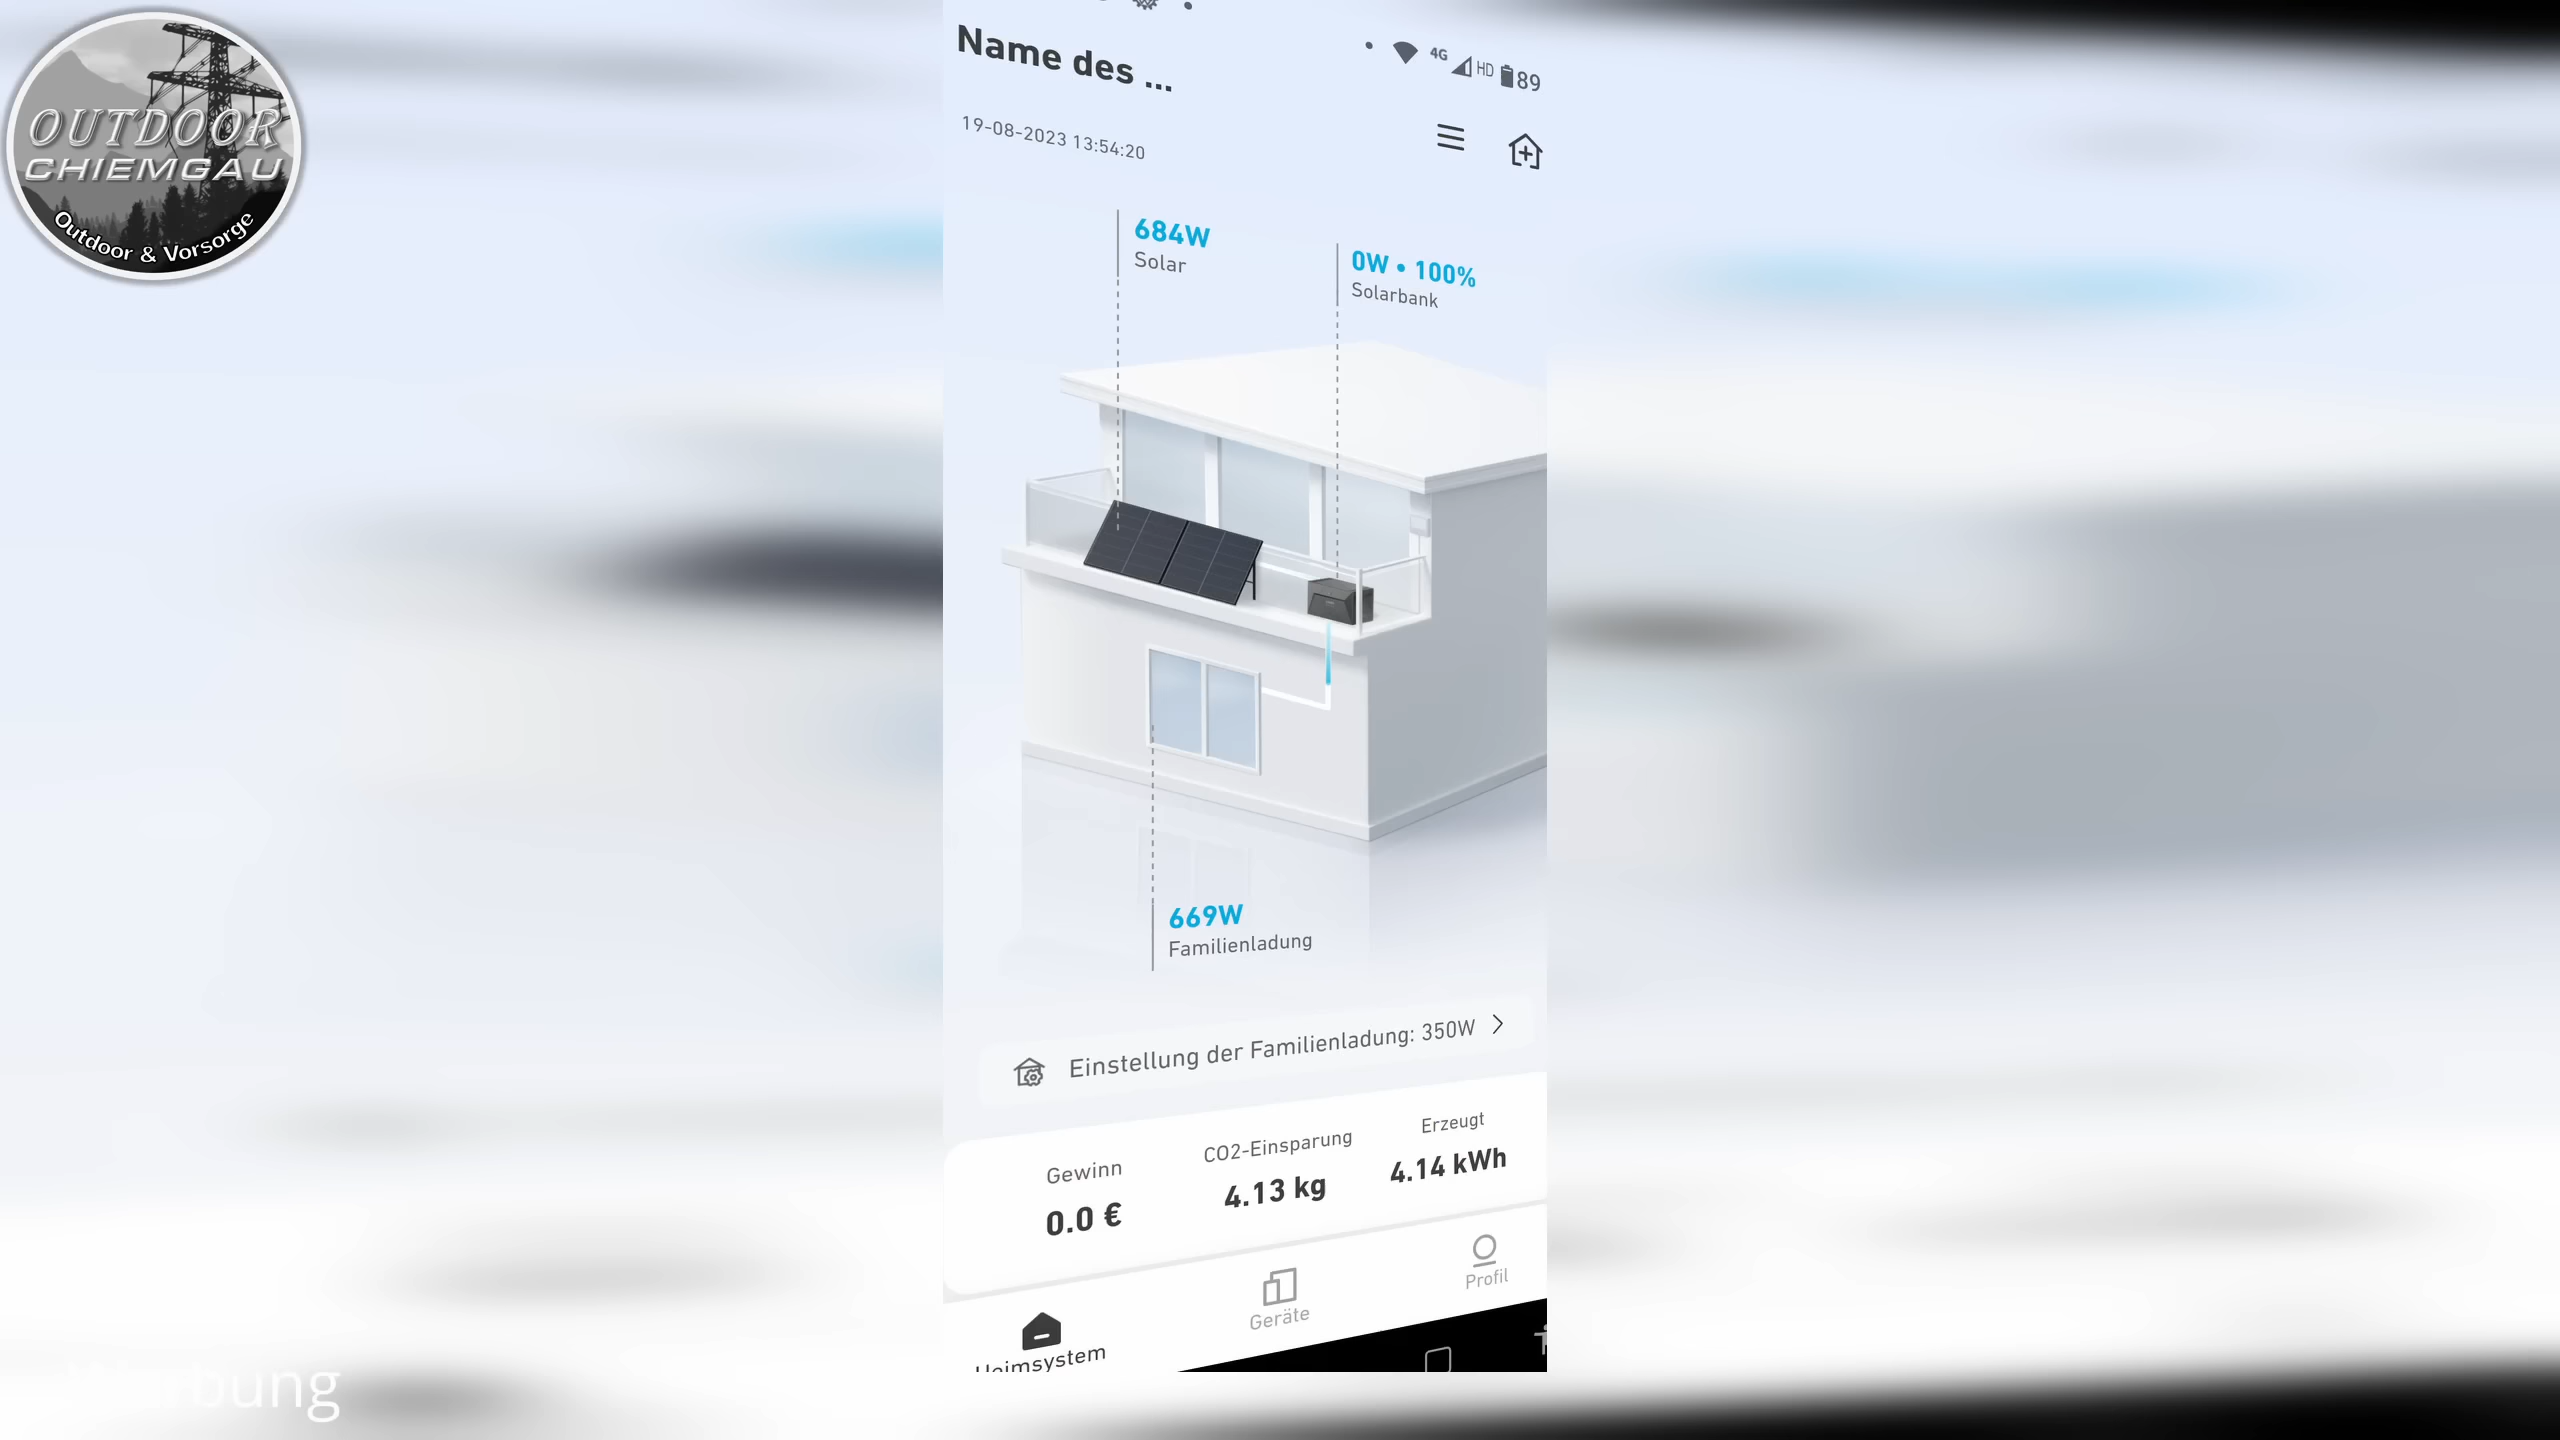 OUTDOOR
CHIEMGAU
Outdoor & Vorsorge
Name des ...
4G HD 89
19-08-2023 13:54:20
684W
Solar
0W • 100%
Solarbank
669W
Familienladung
Einstellung der Familienladung: 350W
Gewinn
0.0 €
CO2-Einsparung
4.13 kg
Erzeugt
4.14 kWh
Heimsystem
Geräte
Profil
Werbung